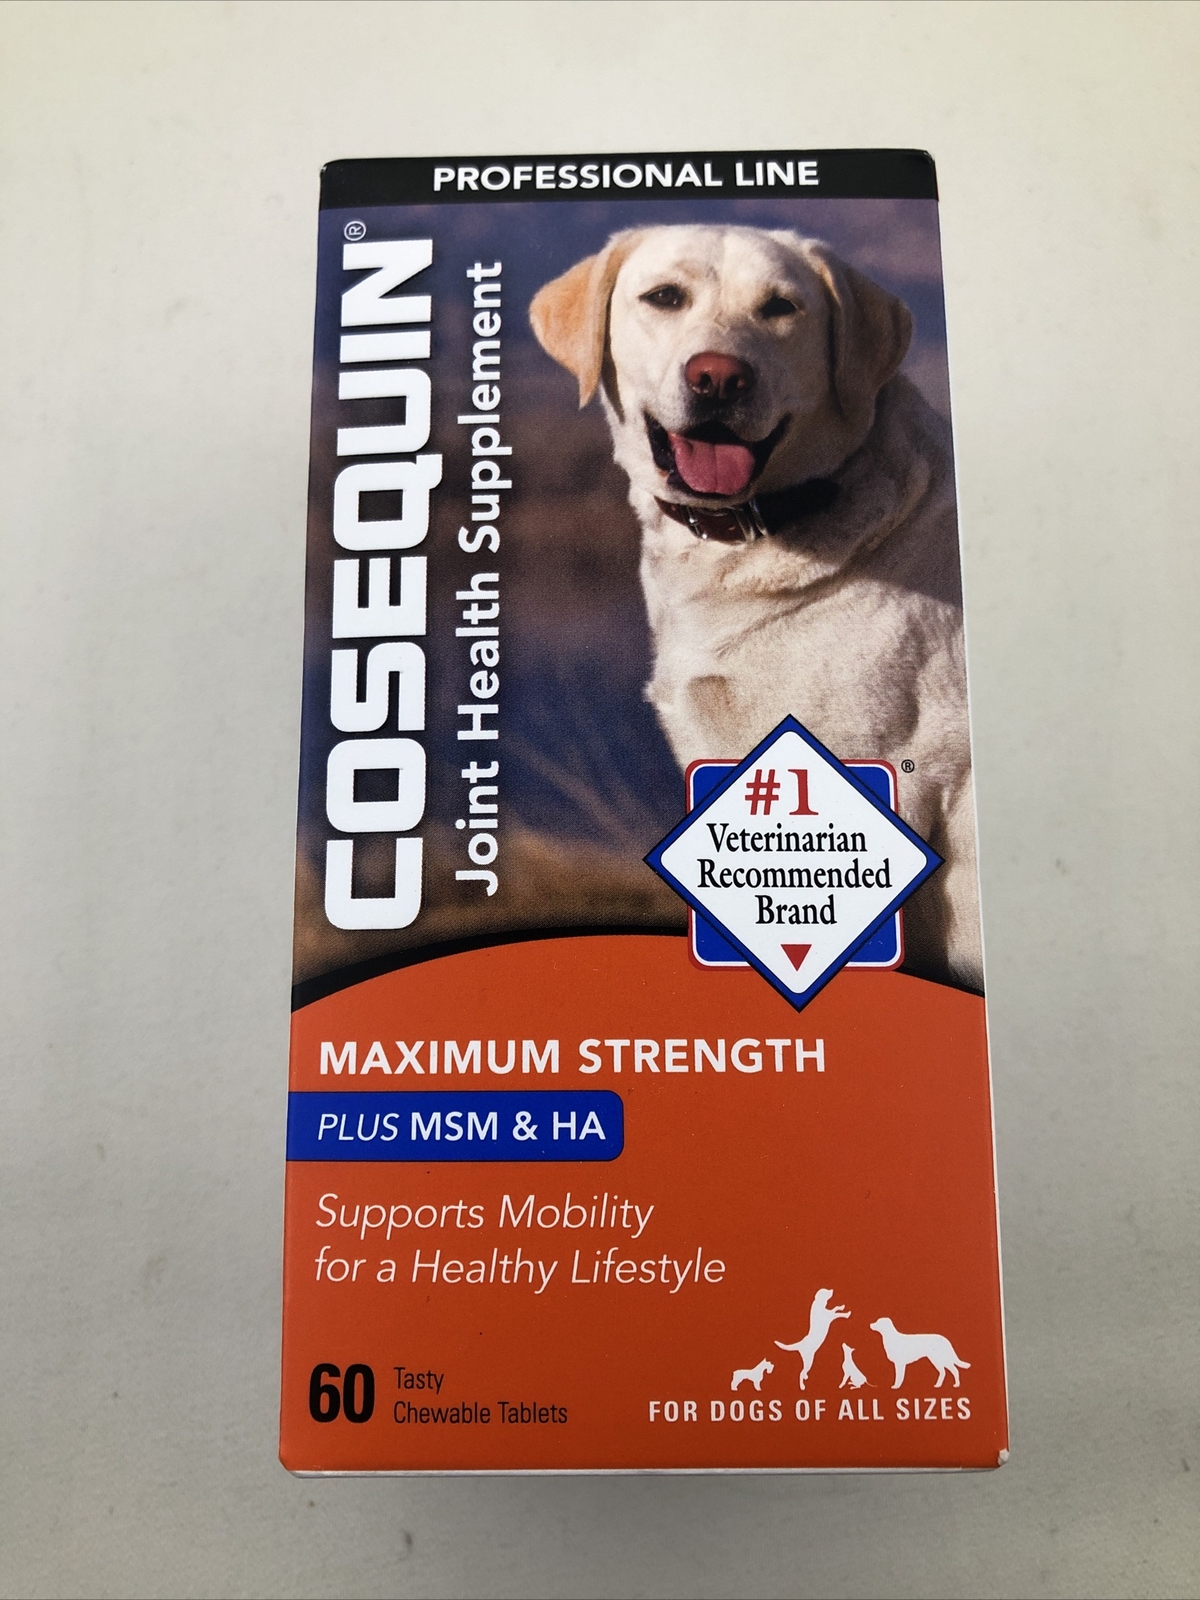 PROFESSIONAL LINE
COSEQUIN®
Joint Health Supplement
#1
Veterinarian
Recommended
Brand
®
MAXIMUM STRENGTH
PLUS MSM & HA
Supports Mobility
for a Healthy Lifestyle
60 Tasty
Chewable Tablets
FOR DOGS OF ALL SIZES